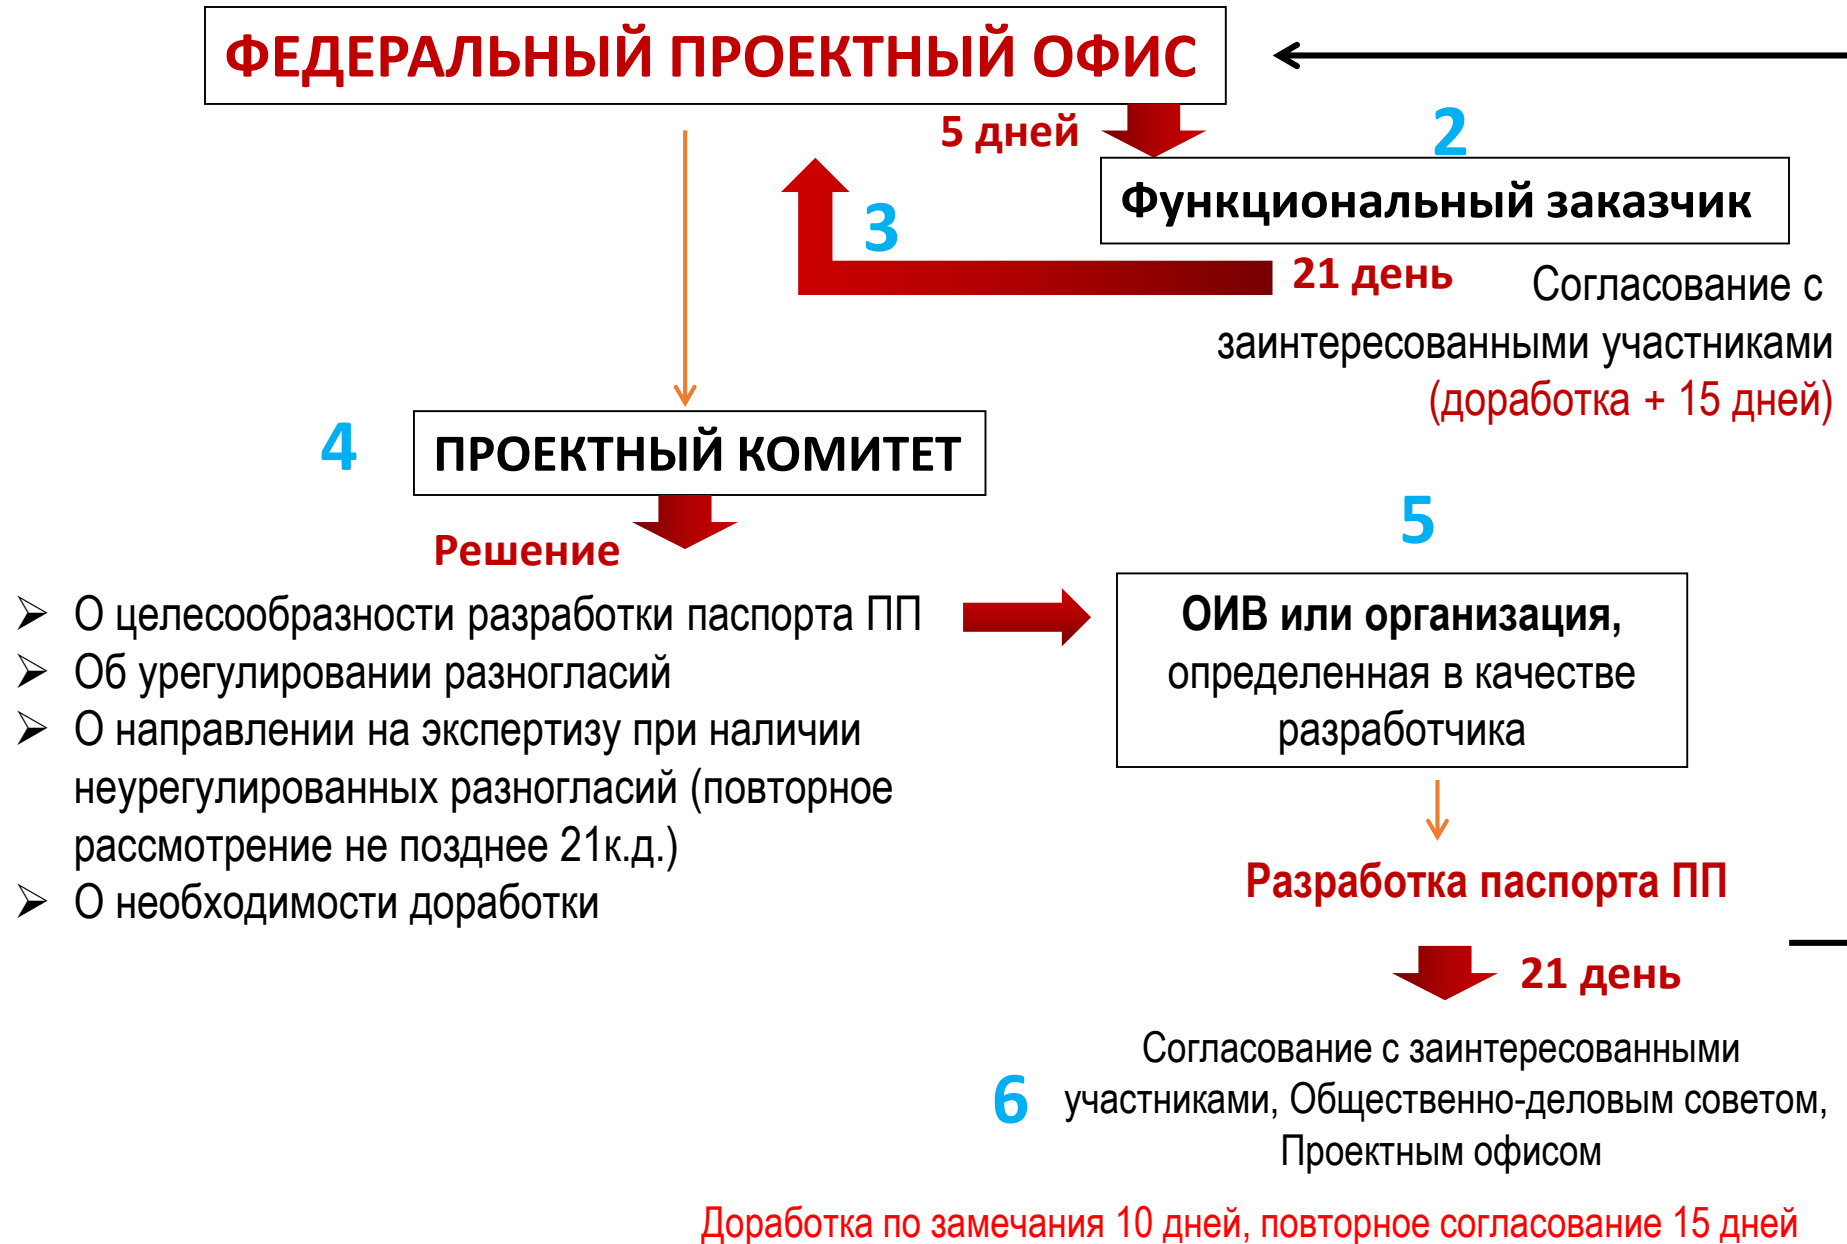 ФЕДЕРАЛЬНЫЙ ПРОЕКТНЫЙ ОФИС
5 дней
2
Функциональный заказчик
3
21 день
Согласование с
заинтересованными участниками
(доработка + 15 дней)
4
ПРОЕКТНЫЙ КОМИТЕТ
Решение
➢ О целесообразности разработки паспорта ПП
➢ Об урегулировании разногласий
➢ О направлении на экспертизу при наличии
неурегулированных разногласий (повторное
рассмотрение не позднее 21к.д.)
➢ О необходимости доработки
5
ОИВ или организация,
определенная в качестве
разработчика
Разработка паспорта ПП
21 день
6
Согласование с заинтересованными
участниками, Общественно-деловым советом,
Проектным офисом
Доработка по замечания 10 дней, повторное согласование 15 дней